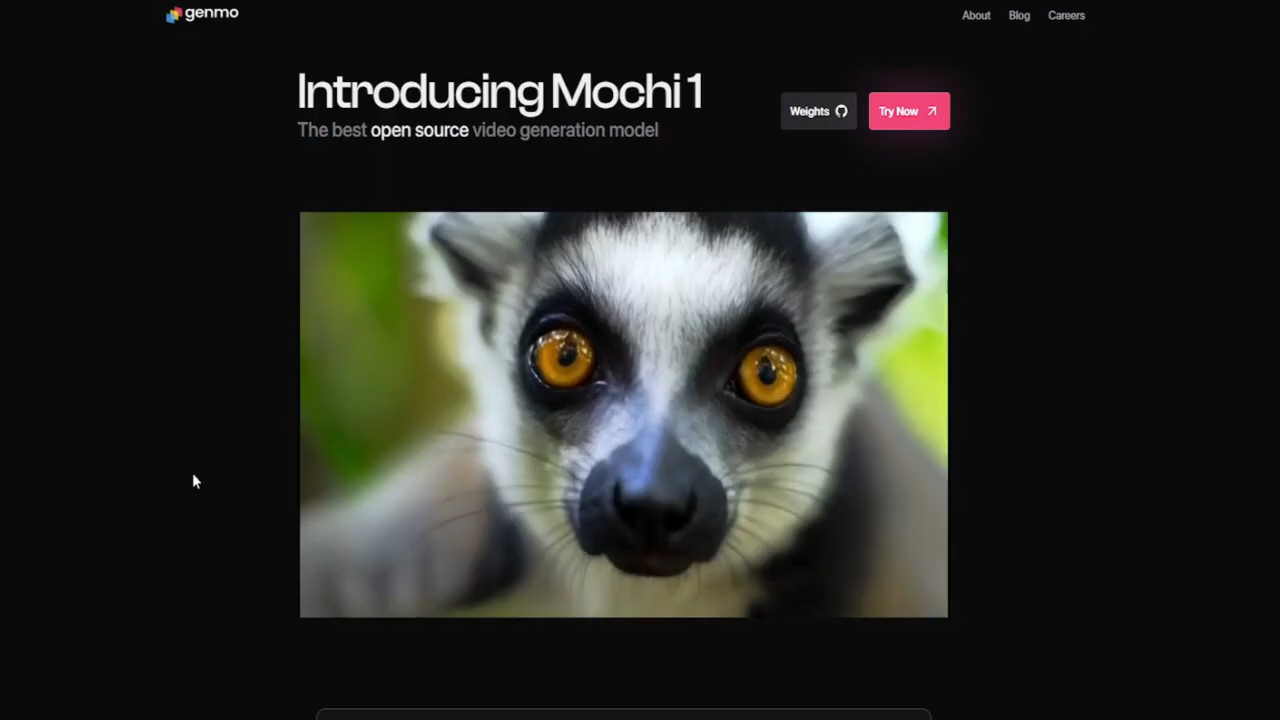 genmo
About
Blog
Careers
Introducing Mochi 1
The best open source video generation model
Weights
Try Now